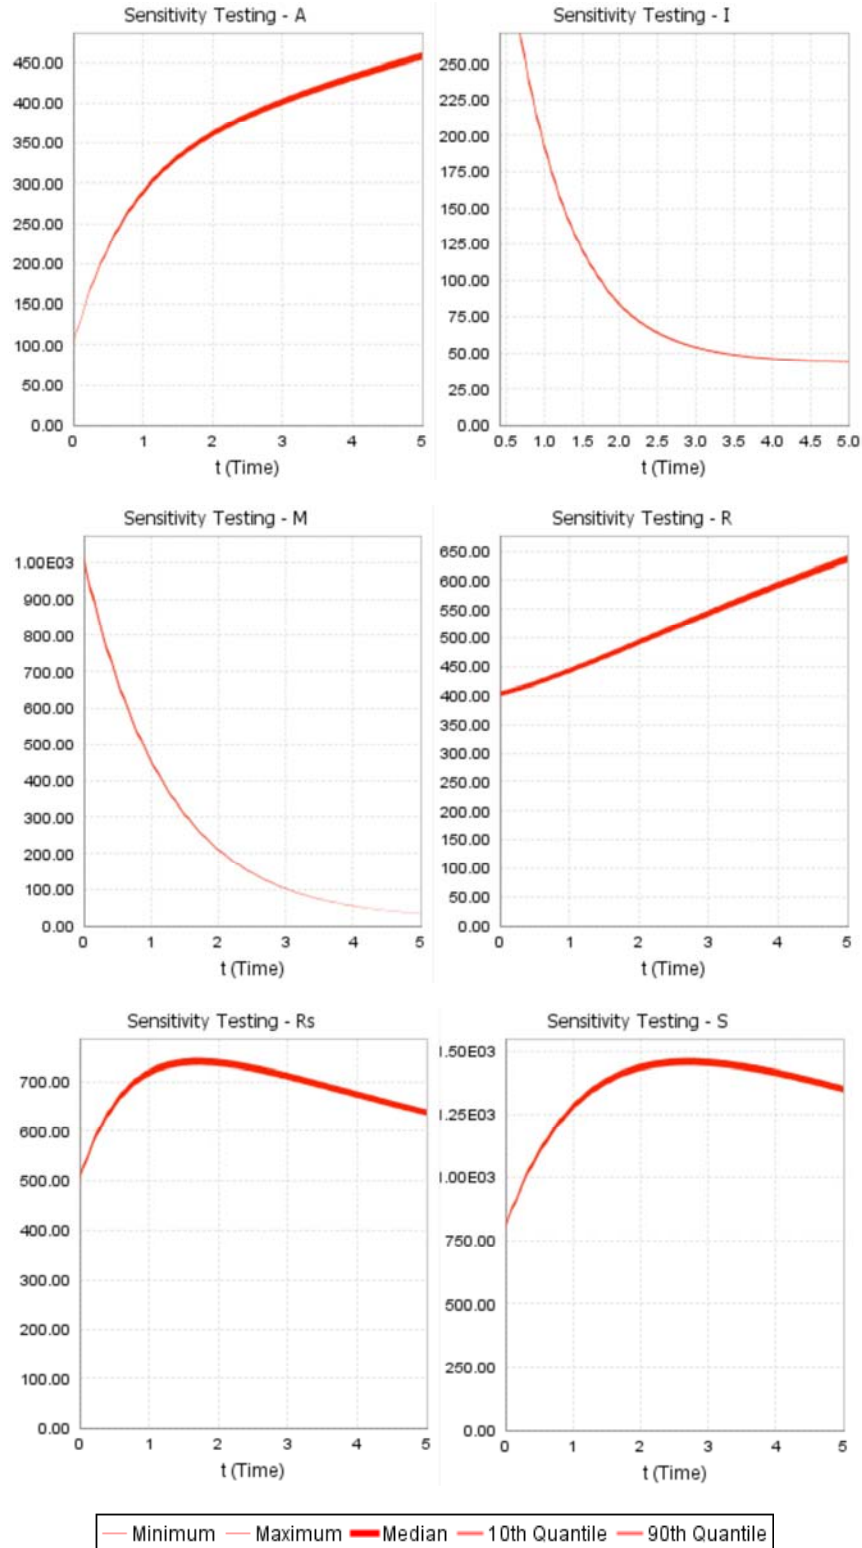 Sensitivity Testing - A
450.00
400.00
350.00
300.00
250.00
200.00
150.00
100.00
50.00
0.00
0 1 2 3 4 5
t (Time)
Sensitivity Testing - I
250.00
225.00
200.00
175.00
150.00
125.00
100.00
75.00
50.00
25.00
0.00
0.5 1.0 1.5 2.0 2.5 3.0 3.5 4.0 4.5 5.0
t (Time)
Sensitivity Testing - M
1.00E03
900.00
800.00
700.00
600.00
500.00
400.00
300.00
200.00
100.00
0.00
0 1 2 3 4 5
t (Time)
Sensitivity Testing - R
650.00
600.00
550.00
500.00
450.00
400.00
350.00
300.00
250.00
200.00
150.00
100.00
50.00
0.00
0 1 2 3 4 5
t (Time)
Sensitivity Testing - Rs
700.00
600.00
500.00
400.00
300.00
200.00
100.00
0.00
0 1 2 3 4 5
t (Time)
Sensitivity Testing - S
1.50E03
1.25E03
1.00E03
750.00
500.00
250.00
0.00
0 1 2 3 4 5
t (Time)
Minimum Maximum Median 10th Quantile 90th Quantile